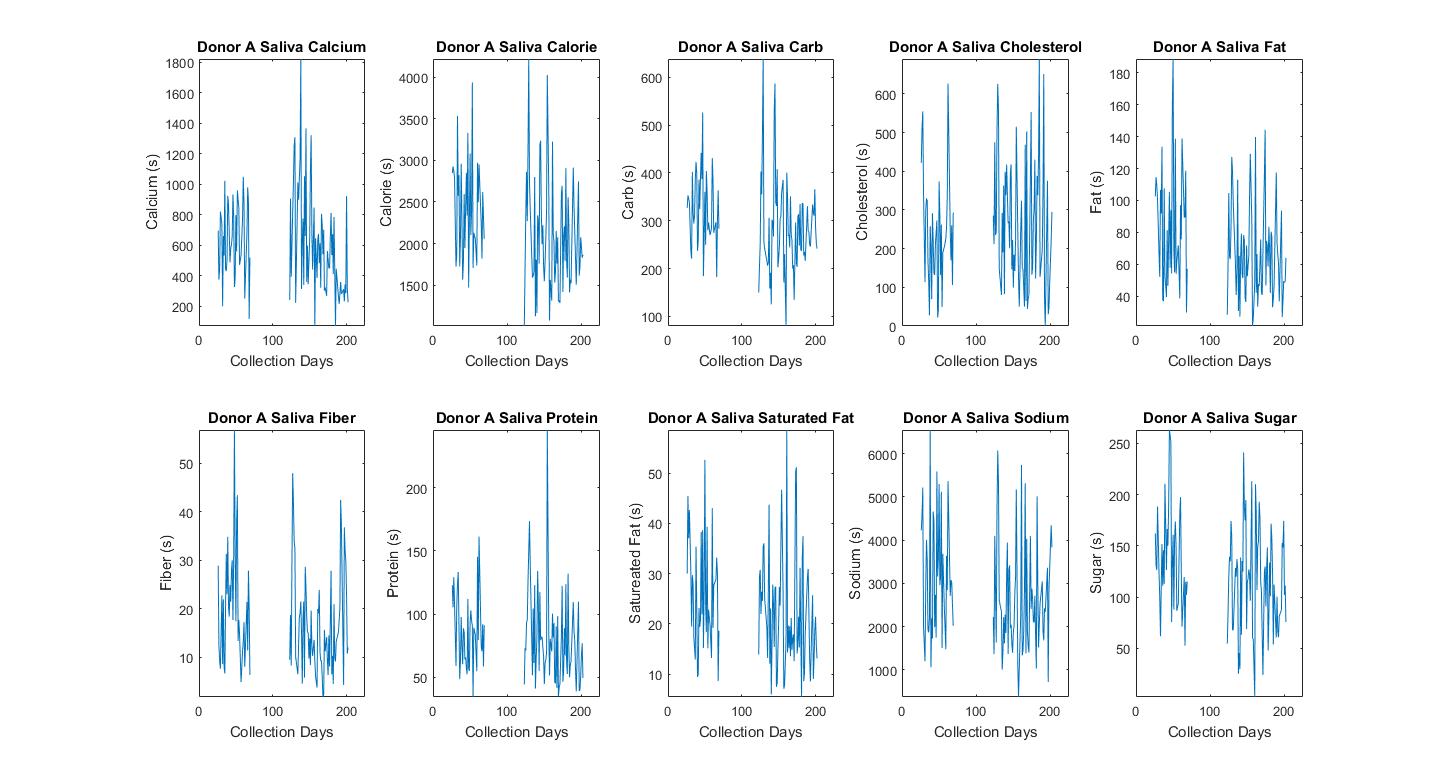 Donor A Saliva Calcium
Calcium (s)
1800
1600
1400
1200
1000
800
600
400
200
0 100 200
Collection Days
Donor A Saliva Calorie
Calorie (s)
4000
3500
3000
2500
2000
1500
0 100 200
Collection Days
Donor A Saliva Carb
Carb (s)
600
500
400
300
200
100
0 100 200
Collection Days
Donor A Saliva Cholesterol
Cholesterol (s)
600
500
400
300
200
100
0
0 100 200
Collection Days
Donor A Saliva Fat
Fat (s)
180
160
140
120
100
80
60
40
0 100 200
Collection Days
Donor A Saliva Fiber
Fiber (s)
50
40
30
20
10
0 100 200
Collection Days
Donor A Saliva Protein
Protein (s)
200
150
100
50
0 100 200
Collection Days
Donor A Saliva Saturated Fat
Satureated Fat (s)
50
40
30
20
10
0 100 200
Collection Days
Donor A Saliva Sodium
Sodium (s)
6000
5000
4000
3000
2000
1000
0 100 200
Collection Days
Donor A Saliva Sugar
Sugar (s)
250
200
150
100
50
0 100 200
Collection Days